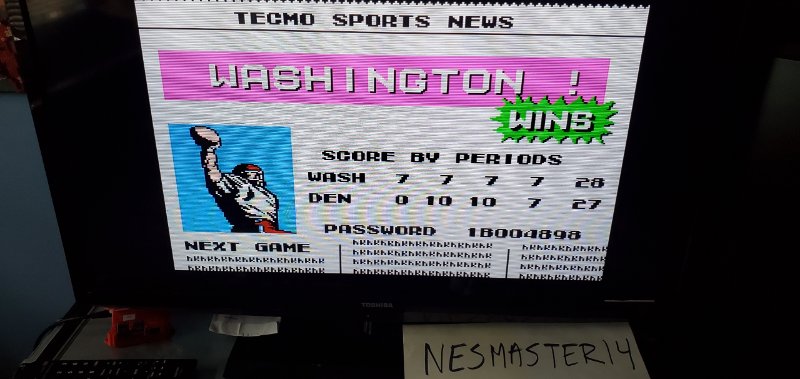 TECMO SPORTS NEWS
WASHINGTON !
WINS
SCORE BY PERIODS
WASH 7 7 7 7 28
DEN 0 10 10 7 27
PASSWORD 1B004898
NEXT GAME
TOSHIBA
NESMASTER14